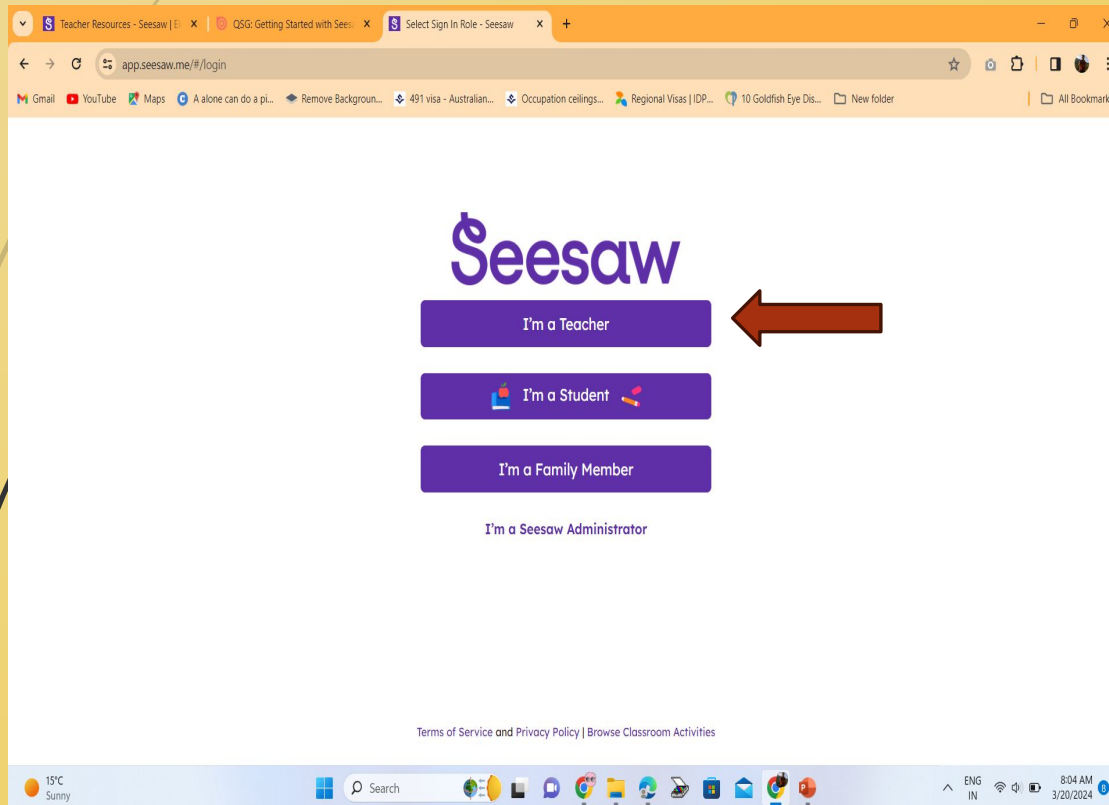 Teacher Resources - Seesaw | E
QSG: Getting Started with Sees
Select Sign In Role - Seesaw
app.seesaw.me/#/login
Gmail YouTube Maps A alone can do a pi... Remove Backgroun... 491 visa - Australian... Occupation ceilings... Regional Visas | IDP... 10 Goldfish Eye Dis... New folder All Bookmark
Seesaw
I'm a Teacher
I'm a Student
I'm a Family Member
I'm a Seesaw Administrator
Terms of Service and Privacy Policy | Browse Classroom Activities
15°C
Sunny
Search
ENG
IN
8:04 AM
3/20/2024
8